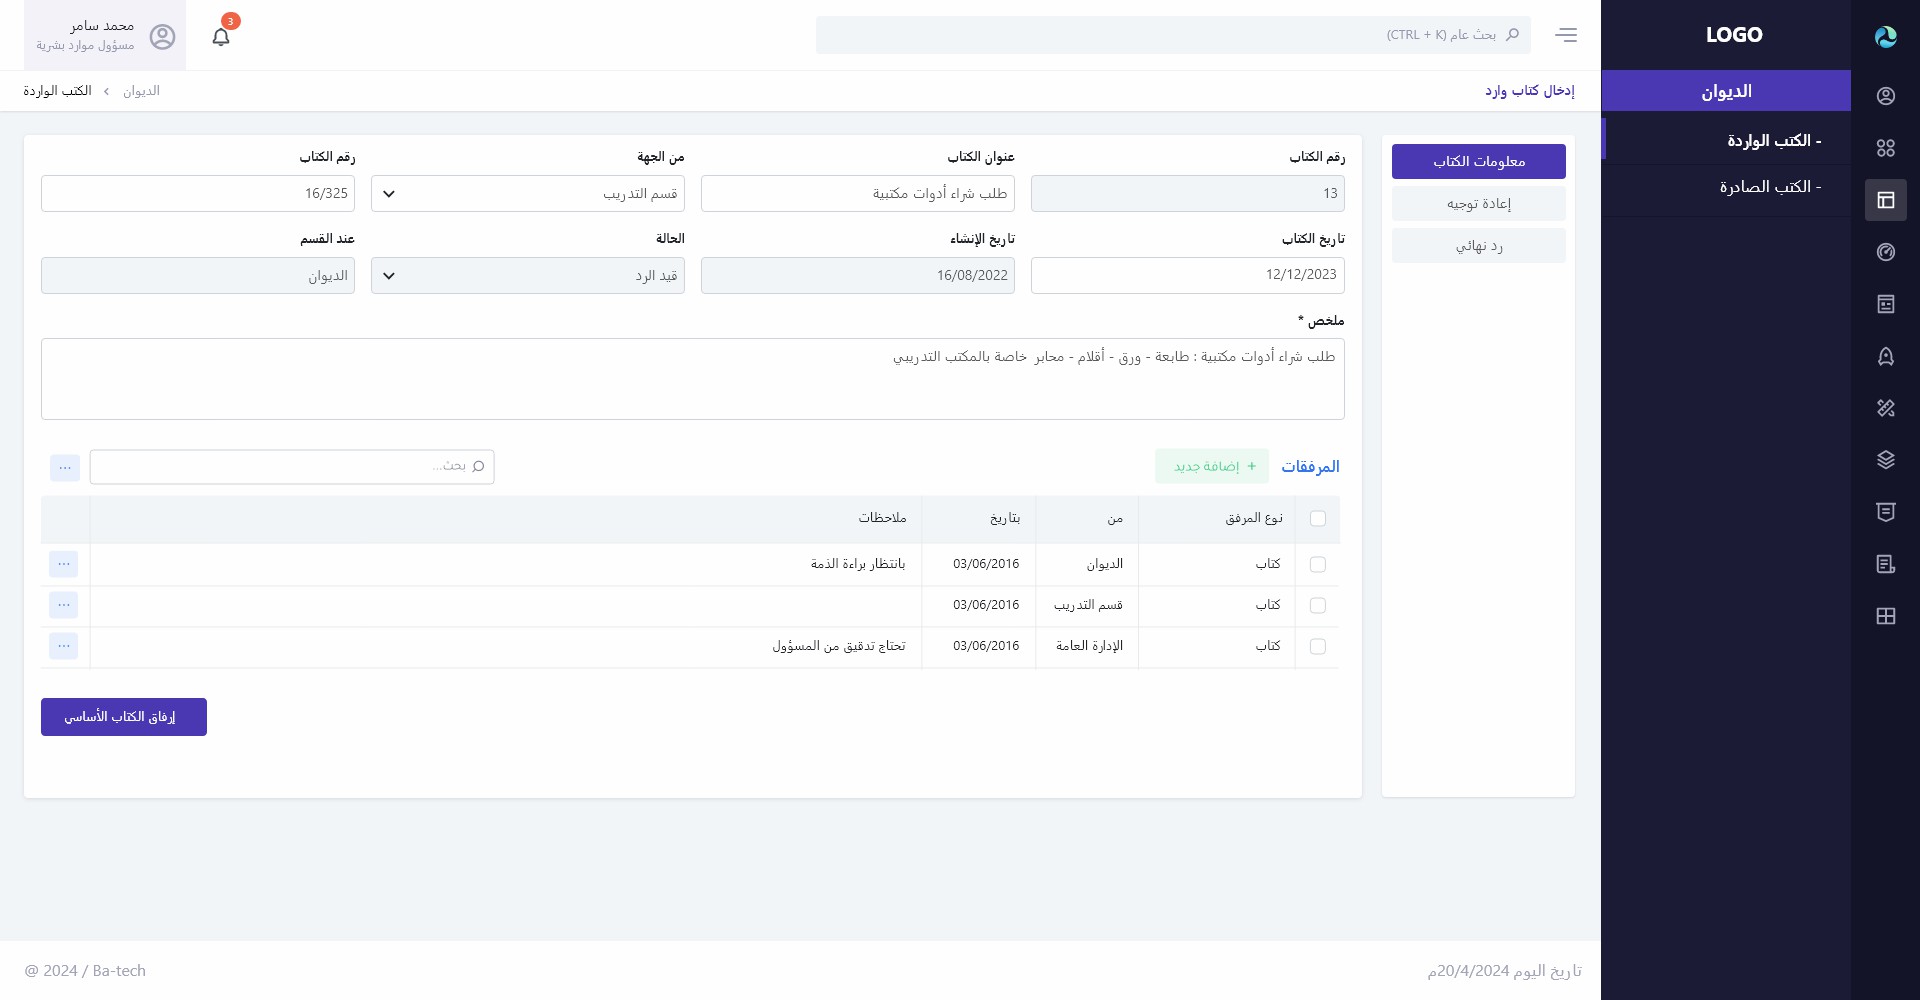 LOGO
الديوان
- الكتب الواردة
- الكتب الصادرة
بحث عام (CTRL + K)
3
محمد سامر
مسؤول موارد بشرية
إدخال كتاب وارد
الديوان › الكتب الواردة
معلومات الكتاب
إعادة توجيه
رد نهائي
رقم الكتاب عنوان الكتاب من الجهة رقم الكتاب
13 طلب شراء أدوات مكتبية قسم التدريب 16/325
تاريخ الكتاب تاريخ الإنشاء الحالة عند القسم
12/12/2023 16/08/2022 قيد الرد الديوان
ملخص *
طلب شراء أدوات مكتبية : طابعة - ورق - أقلام - محابر خاصة بالمكتب التدريبي
المرفقات + إضافة جديد بحث... ...
نوع المرفق من بتاريخ ملاحظات
كتاب الديوان 03/06/2016 بانتظار براءة الذمة ...
كتاب قسم التدريب 03/06/2016 ...
كتاب الإدارة العامة 03/06/2016 تحتاج تدقيق من المسؤول ...
إرفاق الكتاب الأساسي
تاريخ اليوم 20/4/2024م
@ 2024 / Ba-tech